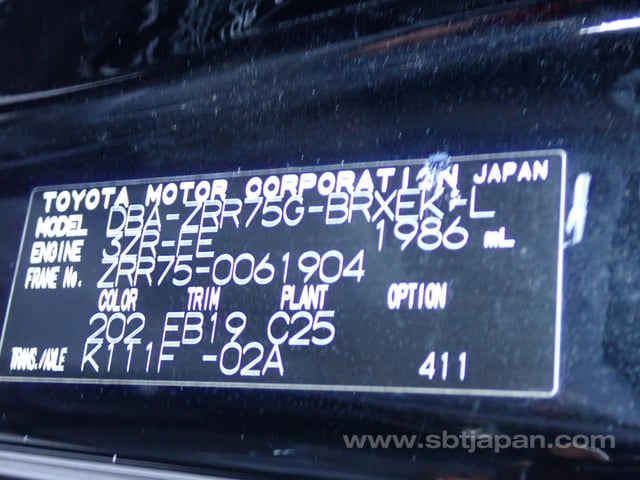 TOYOTA MOTOR CORPORATION JAPAN
MODEL DBA-ZRR75G-BRXEK-L
ENGINE 3ZR-FE 1986 mL
FRAME No. ZRR75-0061904
COLOR TRIM PLANT OPTION
202 EB19 C25
TRANS./AXLE K111F -02A 411
www.sbtjapan.com